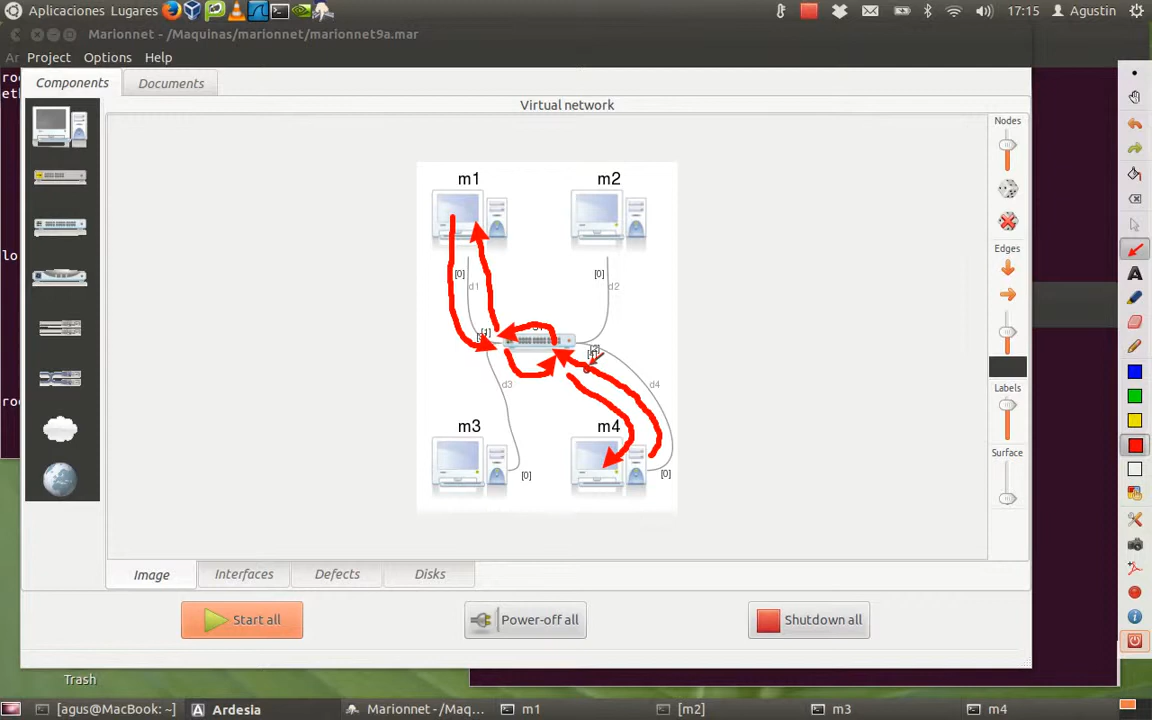 Aplicaciones Lugares
17:15 Agustin
Marionnet - /Maquinas/marionnet/marionnet9a.mar
Project Options Help
Components Documents
Virtual network
Nodes
Edges
Labels
Surface
m1
m2
[0]
[0]
d1
d2
[1]
d3
d4
m3
m4
[0]
[0]
Image Interfaces Defects Disks
Start all
Power-off all
Shutdown all
Trash
[agus@MacBook: ~] Ardesia Marionnet - /Maq... m1 [m2] m3 m4